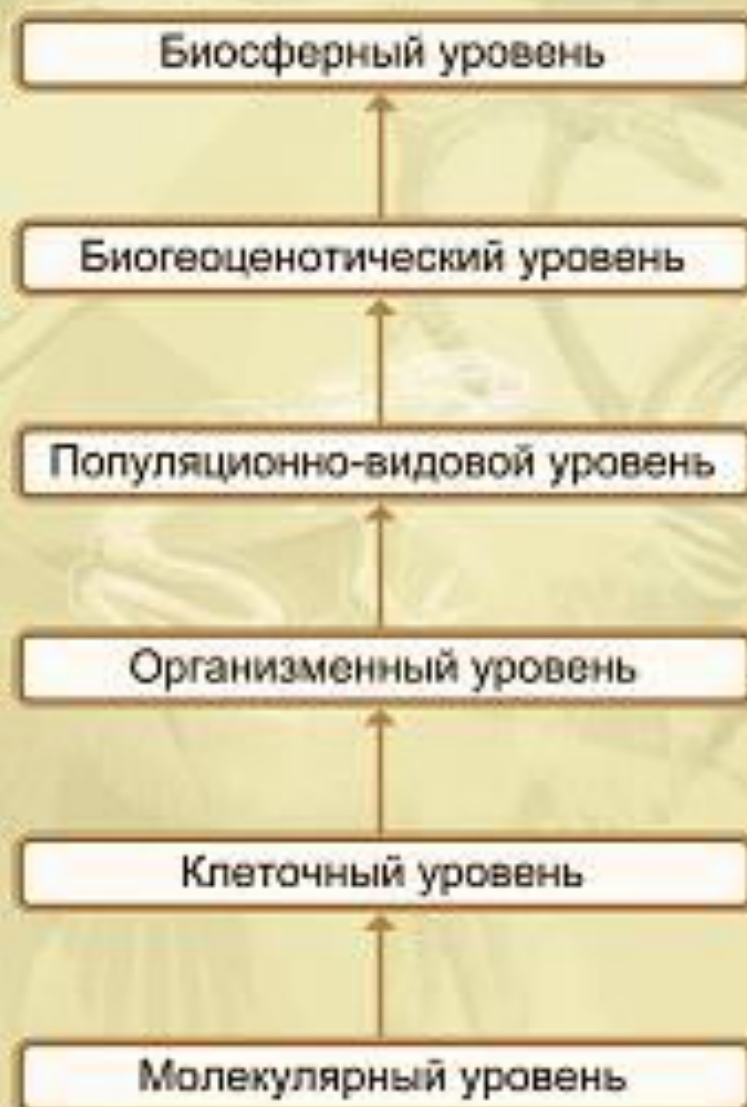 Биосферный уровень
Биогеоценотический уровень
Популяционно-видовой уровень
Организменный уровень
Клеточный уровень
Молекулярный уровень